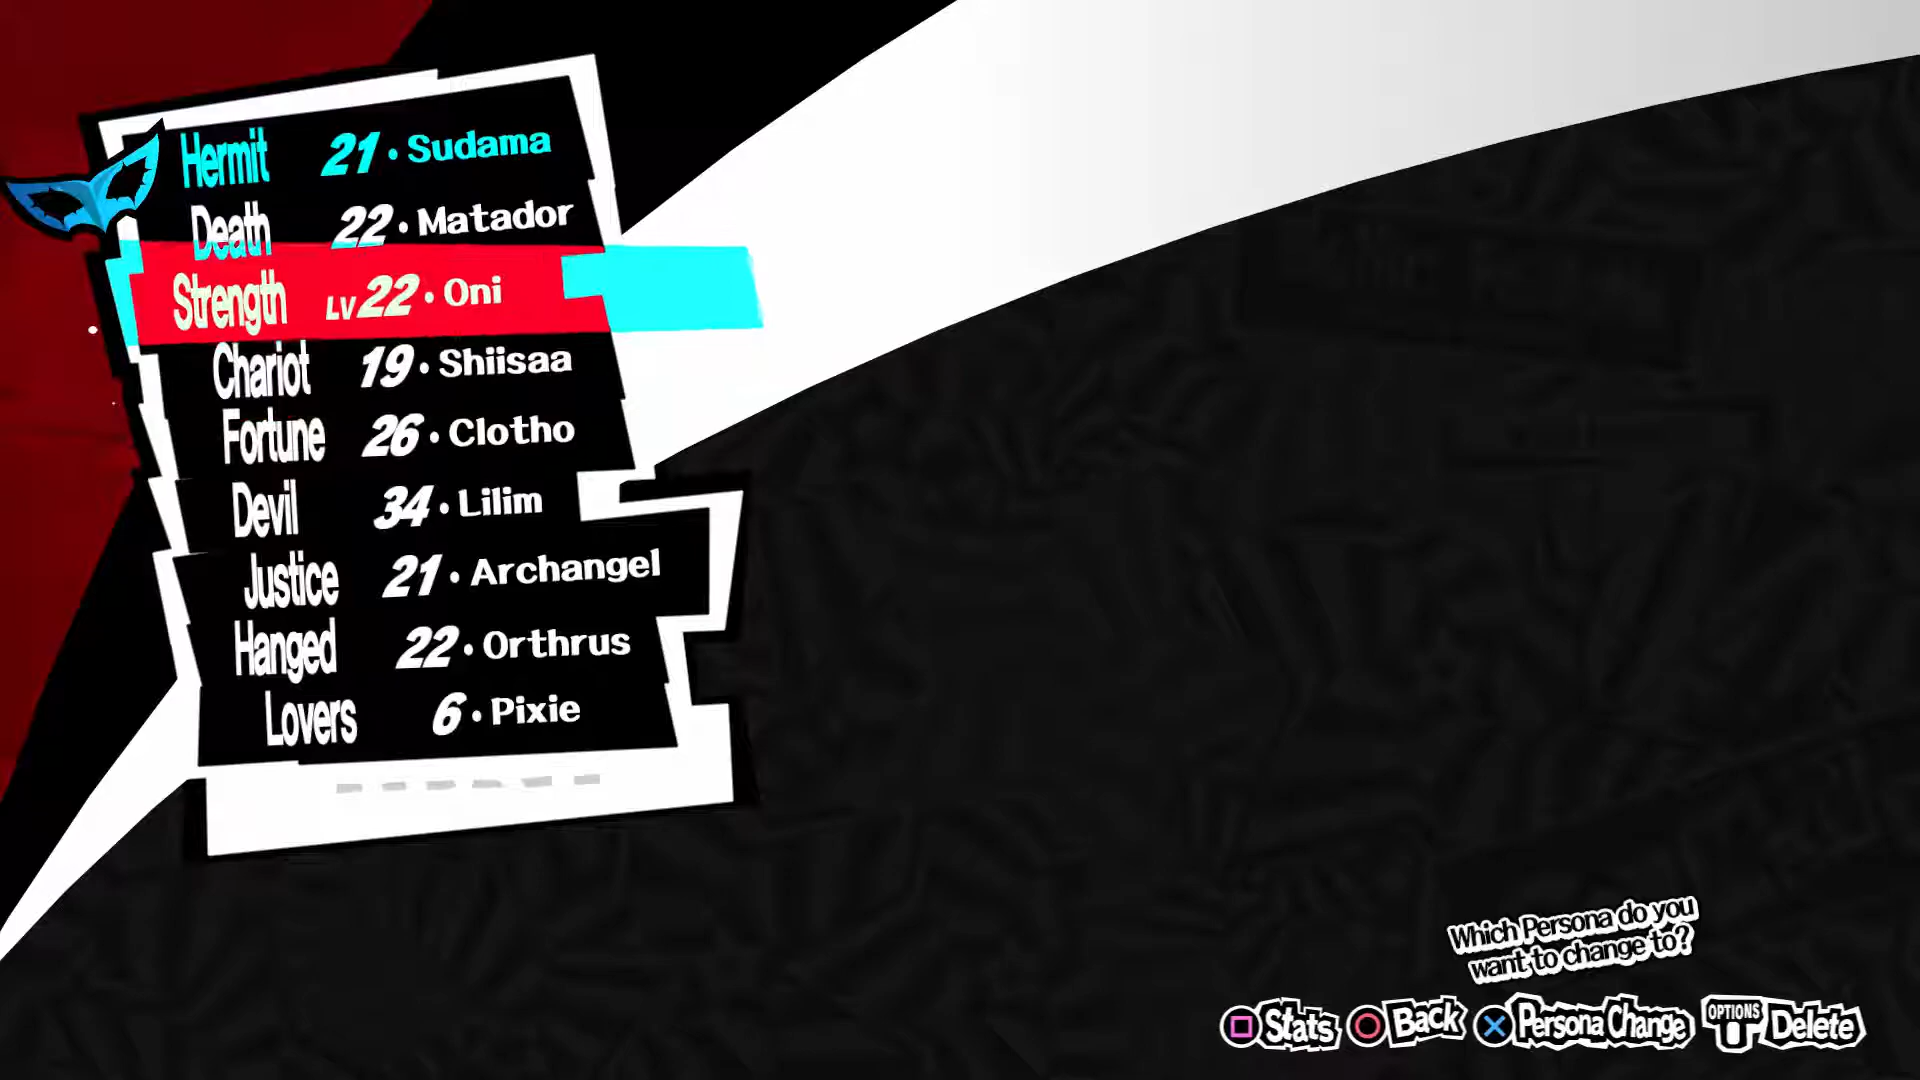 Hermit 21 • Sudama
Death 22 • Matador
Strength LV22 • Oni
Chariot 19 • Shiisaa
Fortune 26 • Clotho
Devil 34 • Lilim
Justice 21 • Archangel
Hanged 22 • Orthrus
Lovers 6 • Pixie
Which Persona do you
want to change to?
Stats Back Persona Change OPTIONS Delete